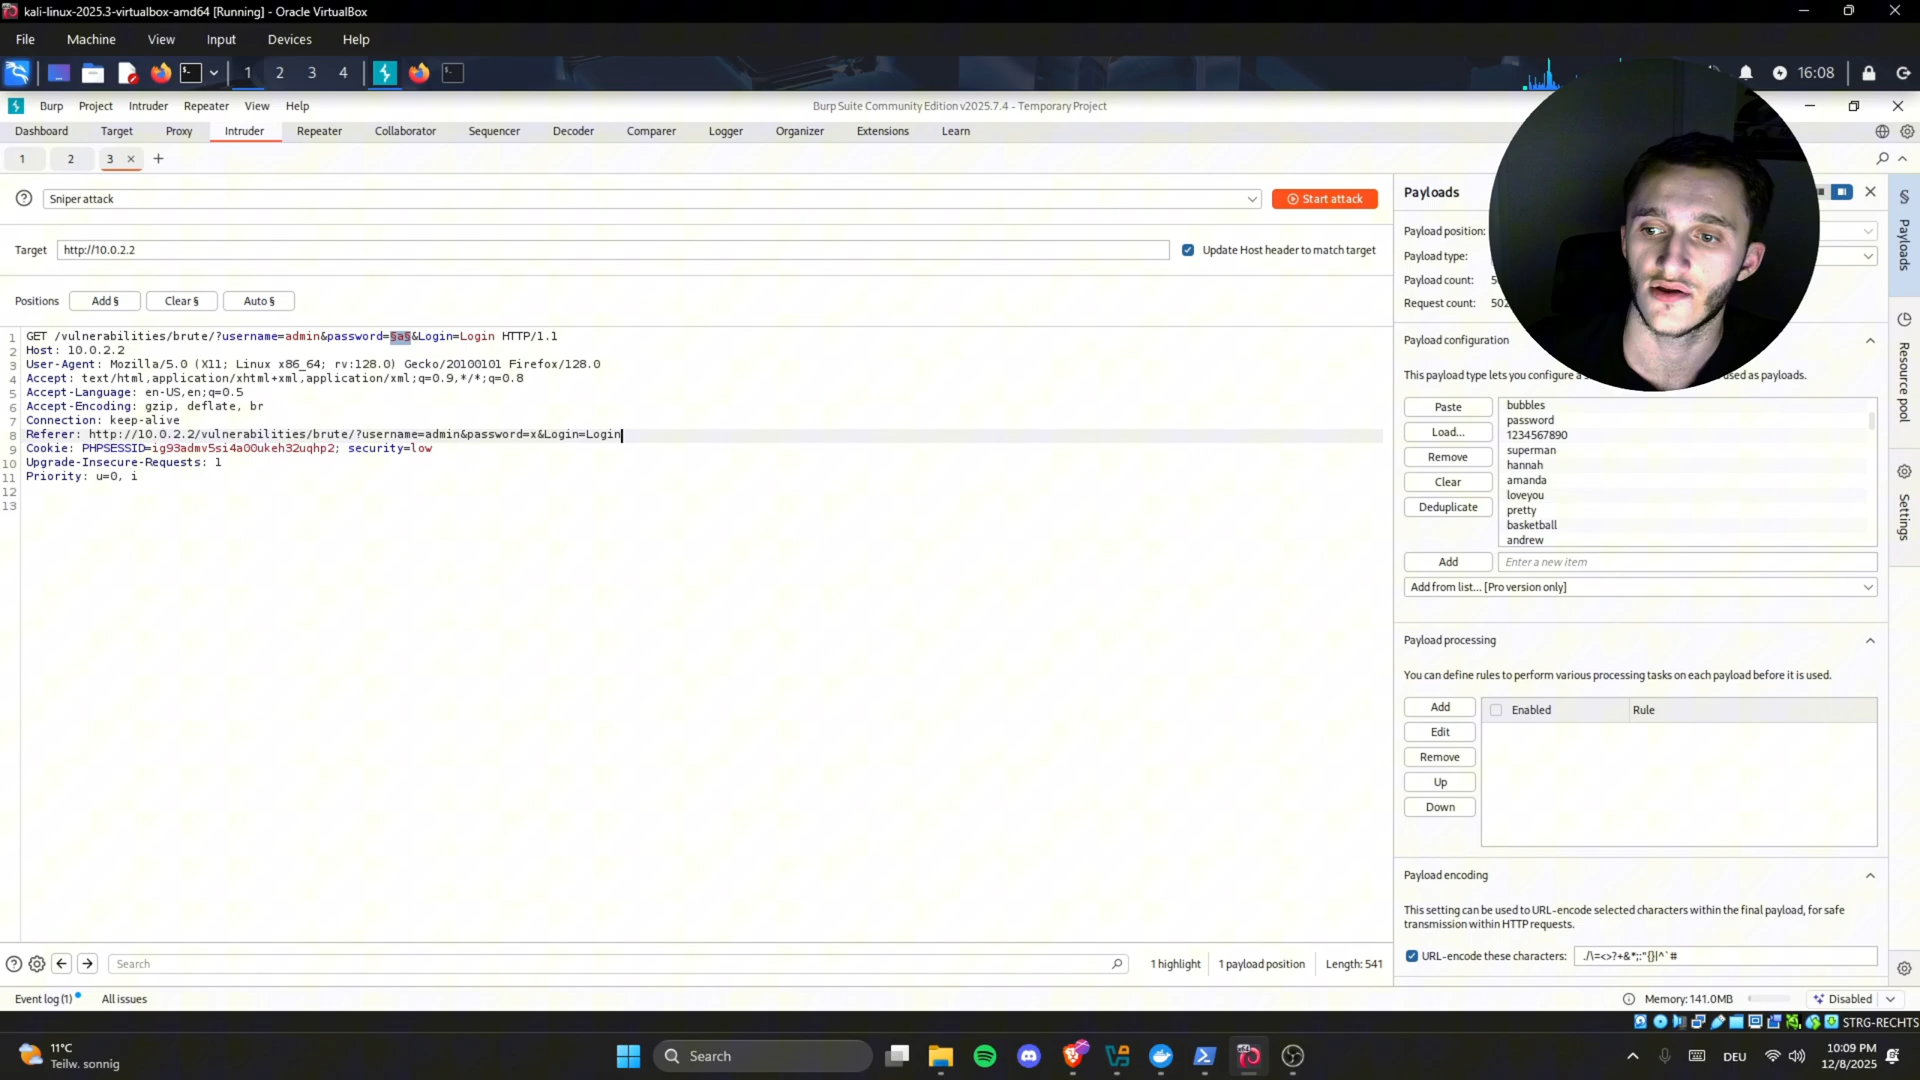 kali-linux-2025.3-virtualbox-amd64 [Running] - Oracle VirtualBox
File Machine View Input Devices Help
1 2 3 4 16:08
Burp Project Intruder Repeater View Help Burp Suite Community Edition v2025.7.4 - Temporary Project
Dashboard Target Proxy Intruder Repeater Collaborator Sequencer Decoder Comparer Logger Organizer Extensions Learn
1 2 3 × +
Sniper attack Start attack
Target http://10.0.2.2 Update Host header to match target
Positions Add § Clear § Auto §
1 GET /vulnerabilities/brute/?username=admin&password=§a§&Login=Login HTTP/1.1
2 Host: 10.0.2.2
3 User-Agent: Mozilla/5.0 (X11; Linux x86_64; rv:128.0) Gecko/20100101 Firefox/128.0
4 Accept: text/html,application/xhtml+xml,application/xml;q=0.9,*/*;q=0.8
5 Accept-Language: en-US,en;q=0.5
6 Accept-Encoding: gzip, deflate, br
7 Connection: keep-alive
8 Referer: http://10.0.2.2/vulnerabilities/brute/?username=admin&password=x&Login=Login
9 Cookie: PHPSESSID=ig93admv5si4a00ukeh32uqhp2; security=low
10 Upgrade-Insecure-Requests: 1
11 Priority: u=0, i
12
13
Payloads
Payload position:
Payload type:
Payload count:
Request count: 502
Payload configuration
This payload type lets you configure a used as payloads.
Paste
Load...
Remove
Clear
Deduplicate
bubbles
password
1234567890
superman
hannah
amanda
loveyou
pretty
basketball
andrew
Add Enter a new item
Add from list... [Pro version only]
Payload processing
You can define rules to perform various processing tasks on each payload before it is used.
Add
Edit
Remove
Up
Down
Enabled Rule
Payload encoding
This setting can be used to URL-encode selected characters within the final payload, for safe
transmission within HTTP requests.
URL-encode these characters: ./\=<>?+&*;:"{}|^`#
Payloads
Resource pool
Settings
Search 1 highlight 1 payload position Length: 541
Event log (1) All issues Memory: 141.0MB Disabled
STRG-RECHTS
11°C
Teilw. sonnig
Search
DEU
10:09 PM
12/8/2025